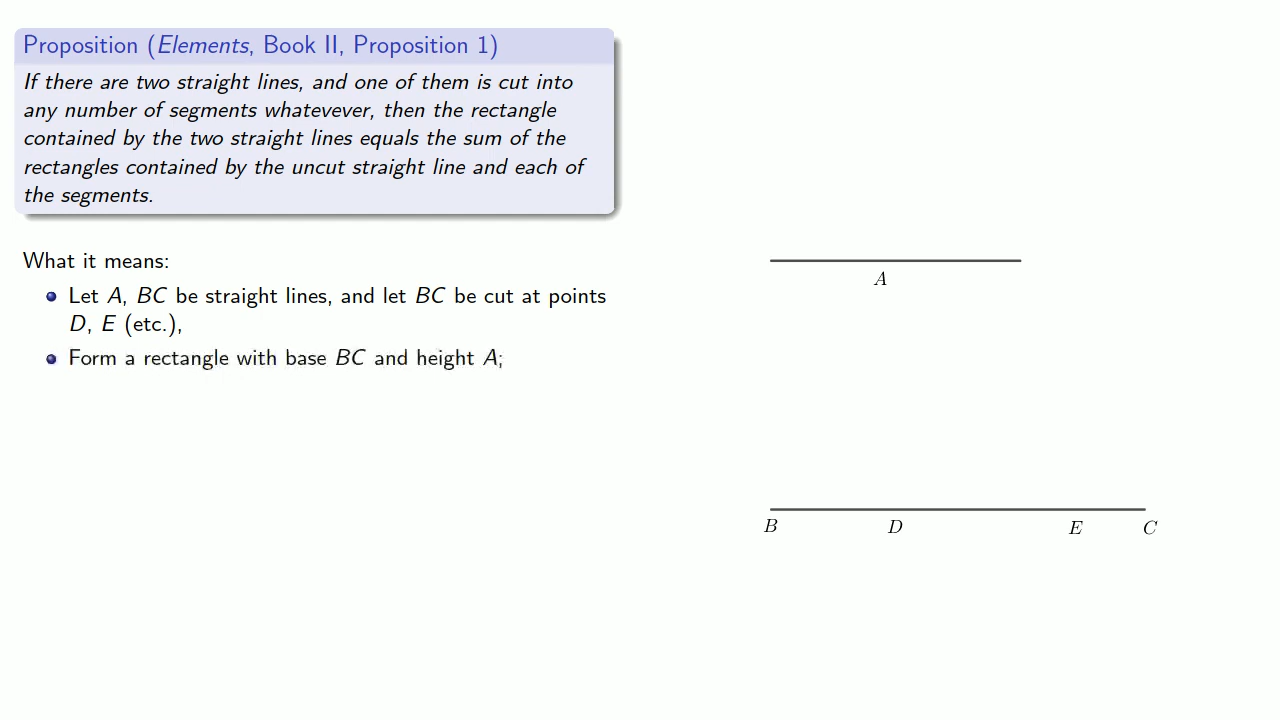 Proposition (Elements, Book II, Proposition 1)
If there are two straight lines, and one of them is cut into
any number of segments whatevever, then the rectangle
contained by the two straight lines equals the sum of the
rectangles contained by the uncut straight line and each of
the segments.
What it means:
Let A, BC be straight lines, and let BC be cut at points
D, E (etc.),
Form a rectangle with base BC and height A;
A
B D E C